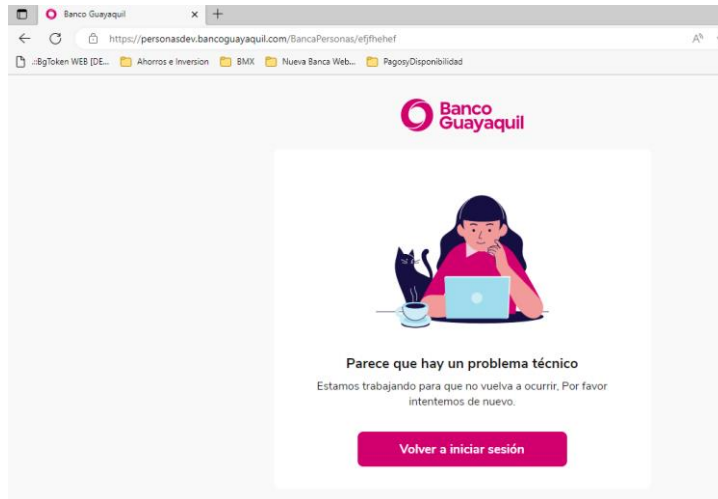 Banco Guayaquil
https://personasdev.bancoguayaquil.com/BancaPersonas/efjfhehef
.::BgToken WEB [DE... Ahorros e Inversion BMX Nueva Banca Web... PagosyDisponibilidad
Banco
Guayaquil
Parece que hay un problema técnico
Estamos trabajando para que no vuelva a ocurrir, Por favor
intentemos de nuevo.
Volver a iniciar sesión